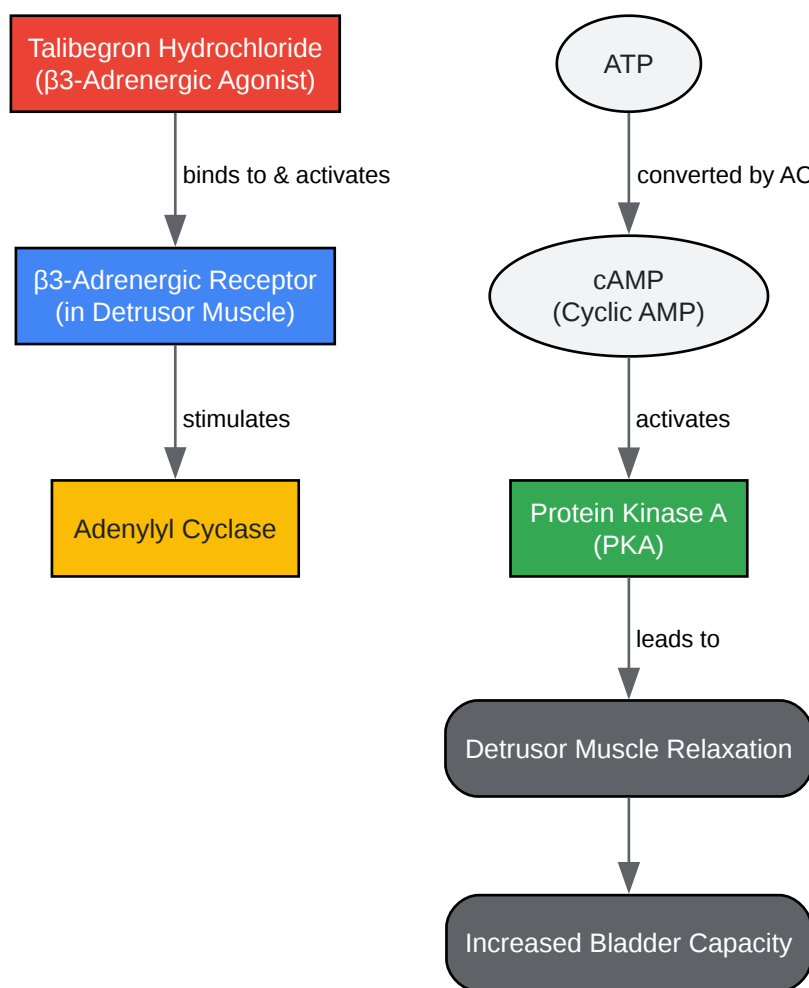 Talibegron Hydrochloride
(β3-Adrenergic Agonist)
binds to & activates
β3-Adrenergic Receptor
(in Detrusor Muscle)
stimulates
Adenylyl Cyclase
ATP
converted by AC
cAMP
(Cyclic AMP)
activates
Protein Kinase A
(PKA)
leads to
Detrusor Muscle Relaxation
Increased Bladder Capacity